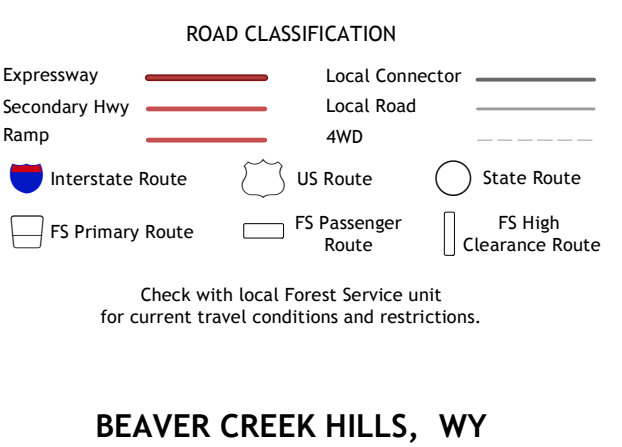 ROAD CLASSIFICATION
Expressway
Local Connector
Secondary Hwy
Local Road
Ramp
4WD
Interstate Route
US Route
State Route
FS Primary Route
FS Passenger
Route
FS High
Clearance Route
Check with local Forest Service unit
for current travel conditions and restrictions.
BEAVER CREEK HILLS, WY